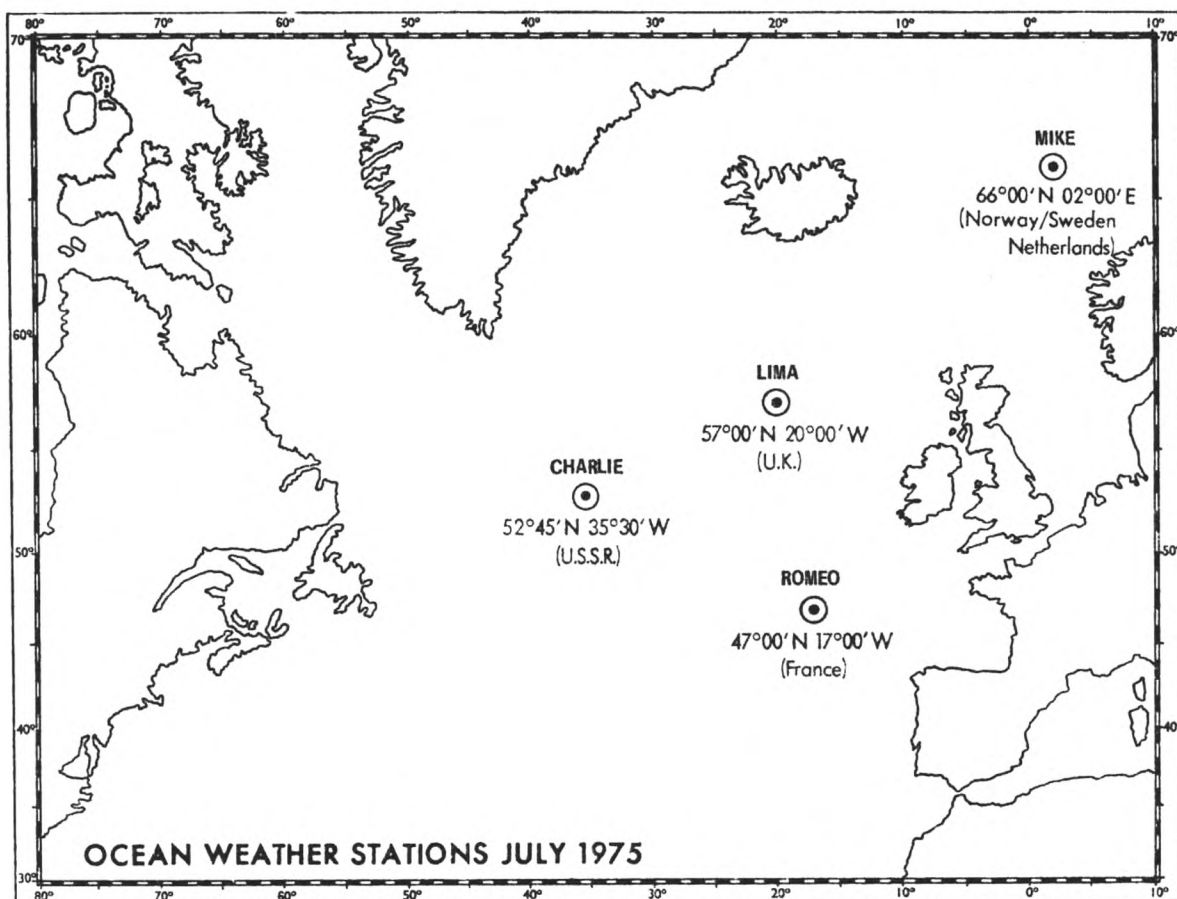 80° 70° 60° 50° 40° 30° 20° 10° 0° 10°
70° 70°
MIKE
66°00'N 02°00'E
(Norway/Sweden
Netherlands)
60° 60°
LIMA
57°00'N 20°00'W
(U.K.)
CHARLIE
52°45'N 35°30'W
(U.S.S.R.)
50° 50°
ROMEO
47°00'N 17°00'W
(France)
40° 40°
OCEAN WEATHER STATIONS JULY 1975
30° 30°
80° 70° 60° 50° 40° 30° 20° 10° 0° 10°